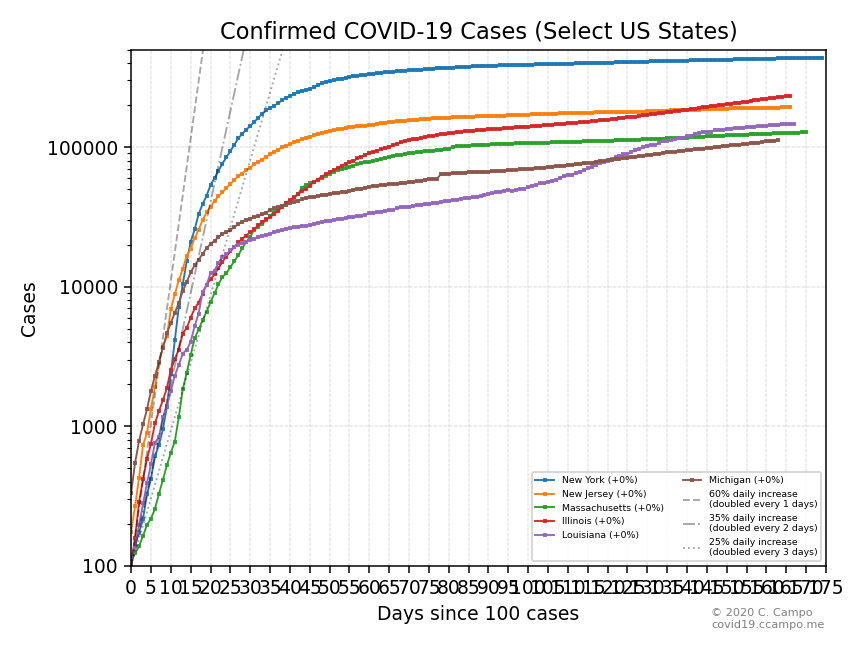 Confirmed COVID-19 Cases (Select US States)
100000
10000
1000
100
Cases
New York (+0%)
New Jersey (+0%)
Massachusetts (+0%)
Illinois (+0%)
Louisiana (+0%)
Michigan (+0%)
60% daily increase
(doubled every 1 days)
35% daily increase
(doubled every 2 days)
25% daily increase
(doubled every 3 days)
0 5 10 15 20 25 30 35 40 45 50 55 60 65 70 75 80 85 90 95 100 105 110 115 120 125 130 135 140 145 150 155 160 165 170 175
Days since 100 cases
© 2020 C. Campo
covid19.ccampo.me